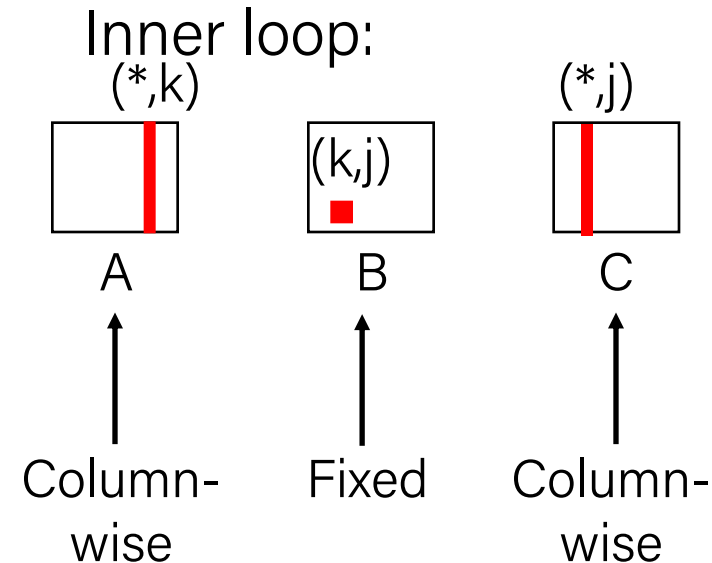 Inner loop:
(*,k) (*,j)
(k,j)
A B C
Column- Fixed Column-
wise wise